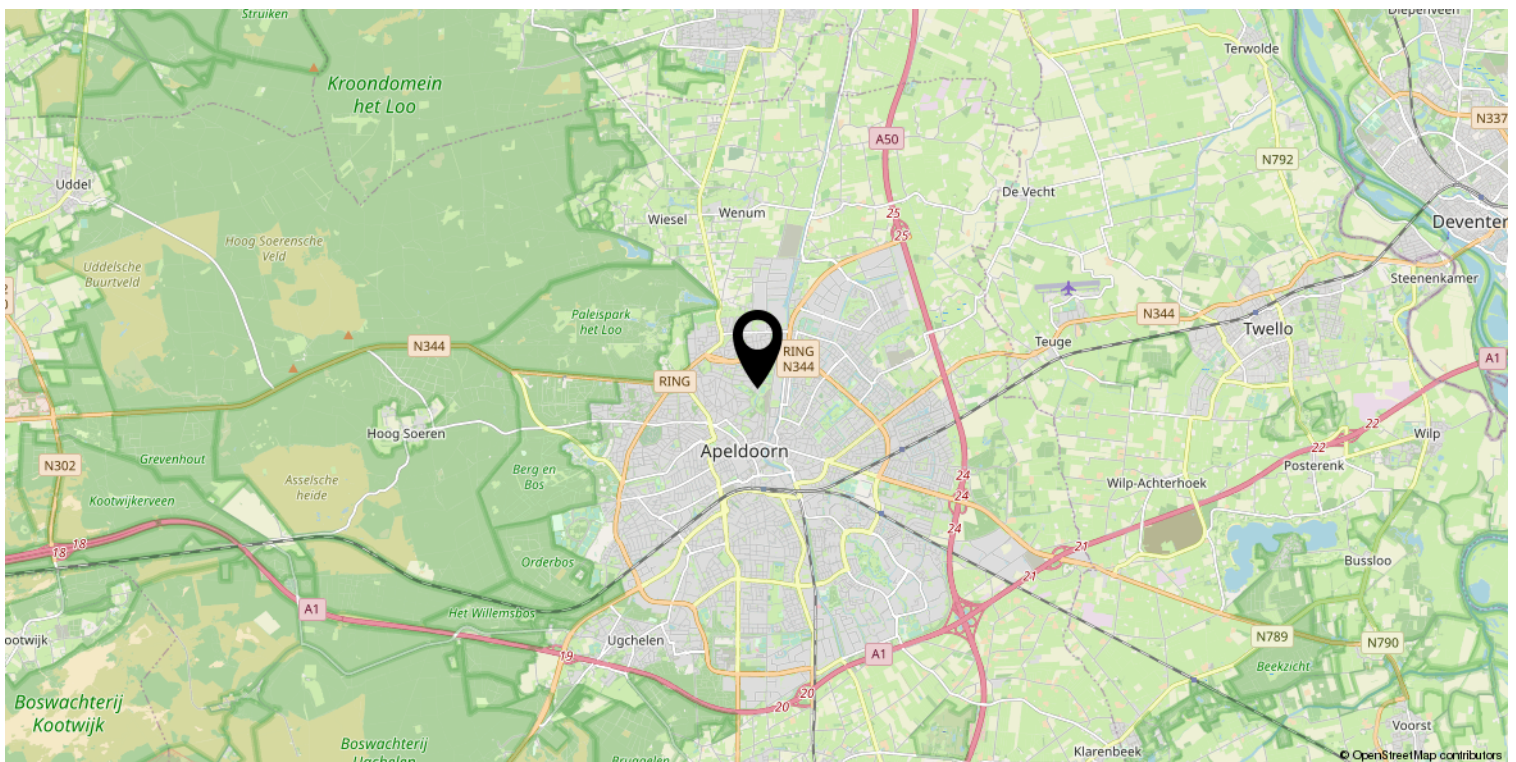 Struiken
Diepenveen
Terwolde
Kroondomein
het Loo
N337
A50
N792
Uddel
De Vecht
Wiesel
Wenum
25
25
Deventer
Hoog Soerensche
Veld
Uddelsche
Buurtveld
Steenenkamer
Paleispark
het Loo
N344
Twello
Teuge
N344
RING
N344
A1
RING
Hoog Soeren
22
22
Wilp
Apeldoorn
Grevenhout
N302
Posterenk
Berg en
Bos
Asselsche
heide
24
24
Wilp-Achterhoek
Kootwijkerveen
24
18
18
21
21
Bussloo
Orderbos
A1
Het Willemsbos
ootwijk
Ugchelen
19
A1
N789
N790
Beekzicht
20
20
Boswachterij
Kootwijk
Voorst
Boswachterij
Ugchelen
Klarenbeek
Bruggelen
© OpenStreetMap contributors